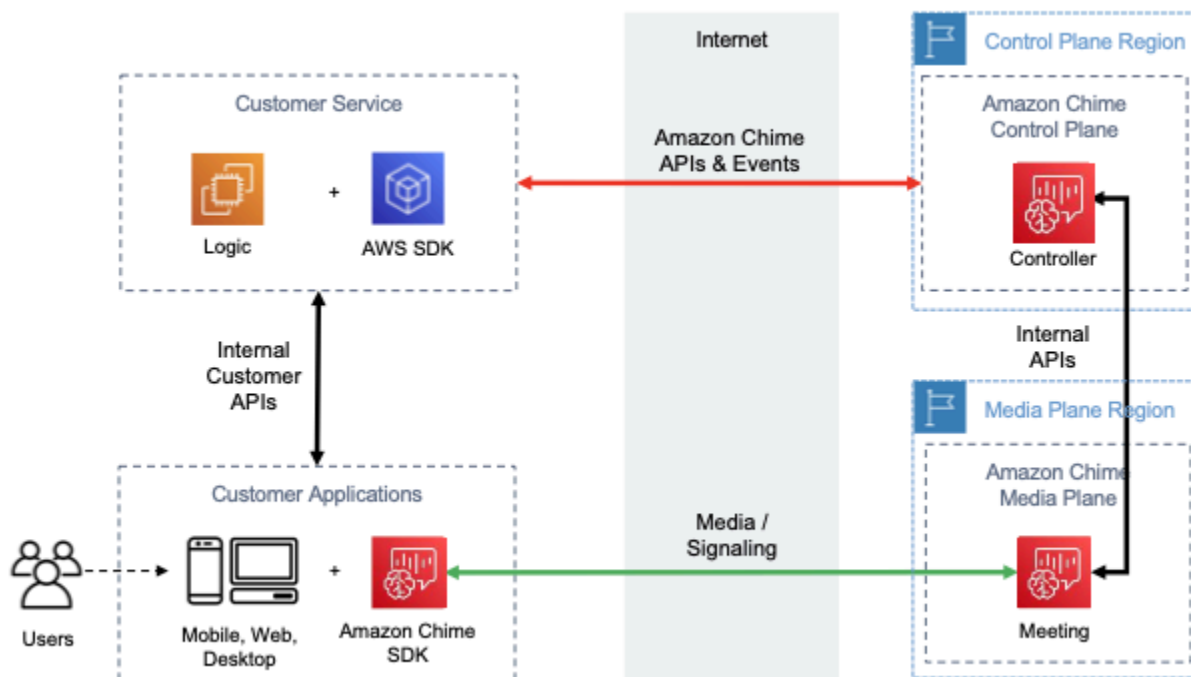 Internet
Control Plane Region
Customer Service
Amazon Chime
Control Plane
Amazon Chime
APIs & Events
+
Logic
AWS SDK
Controller
Internal
Customer
APIs
Internal
APIs
Media Plane Region
Customer Applications
Amazon Chime
Media Plane
Media /
Signaling
+
Users
Mobile, Web,
Desktop
Amazon Chime
SDK
Meeting